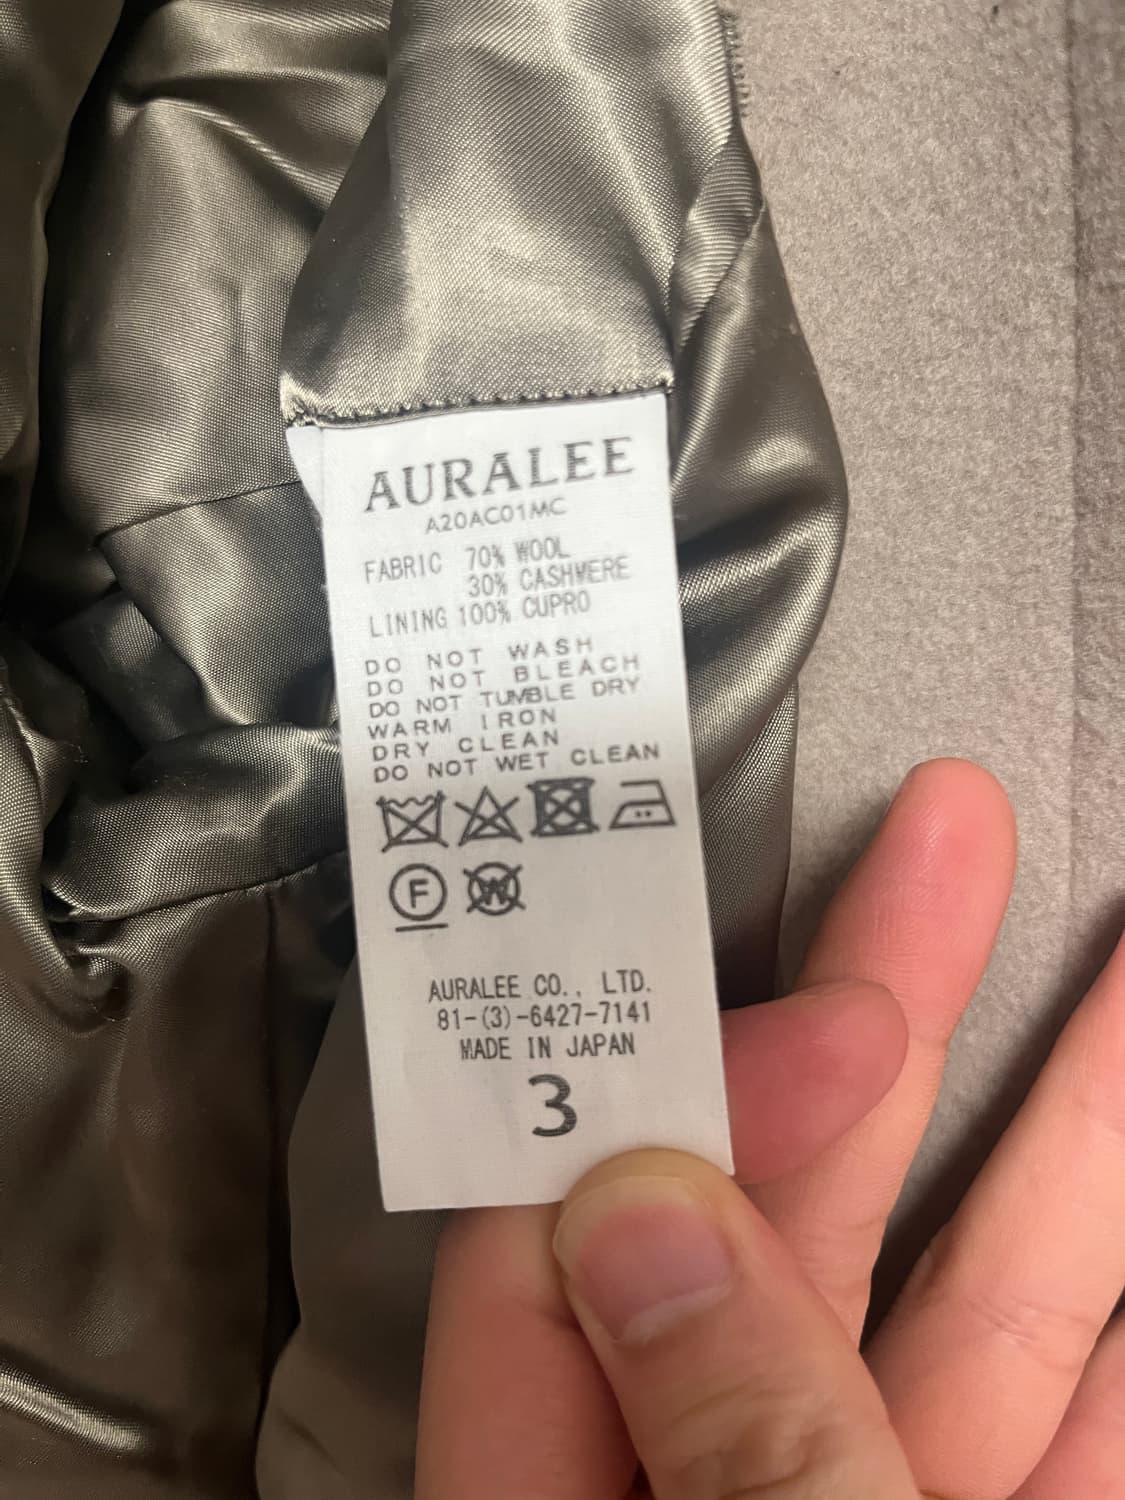 AURALEE
A20AC01MC
FABRIC 70% WOOL
30% CASHMERE
LINING 100% CUPRO
DO NOT WASH
DO NOT BLEACH
DO NOT TUMBLE DRY
WARM IRON
DRY CLEAN
DO NOT WET CLEAN
F W
AURALEE CO., LTD.
81-(3)-6427-7141
MADE IN JAPAN
3